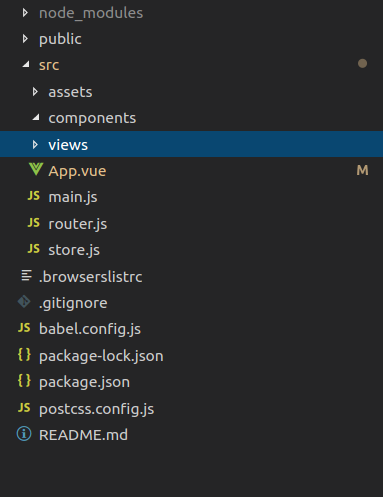 node_modules
public
src
assets
components
views
App.vue M
JS main.js
JS router.js
JS store.js
.browserslistrc
.gitignore
JS babel.config.js
{ } package-lock.json
{ } package.json
JS postcss.config.js
README.md